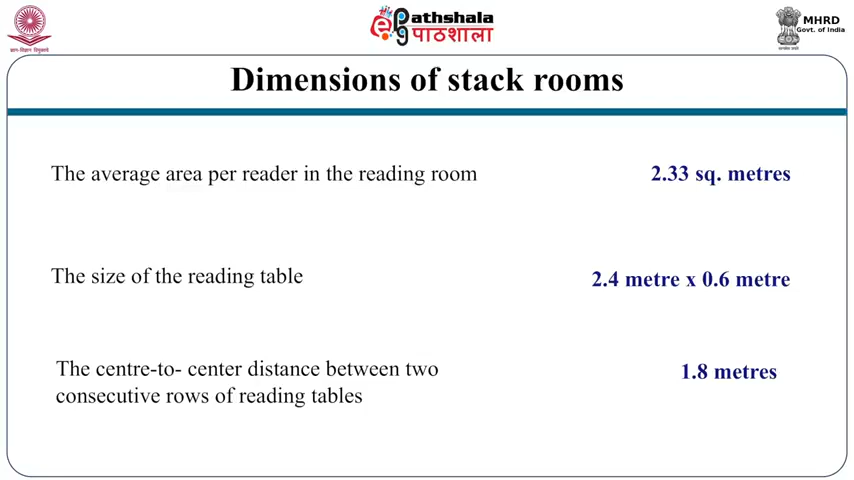 ePathshala
पाठशाला
MHRD
Govt. of India
Dimensions of stack rooms
The average area per reader in the reading room 2.33 sq. metres
The size of the reading table 2.4 metre x 0.6 metre
The centre-to- center distance between two 1.8 metres
consecutive rows of reading tables